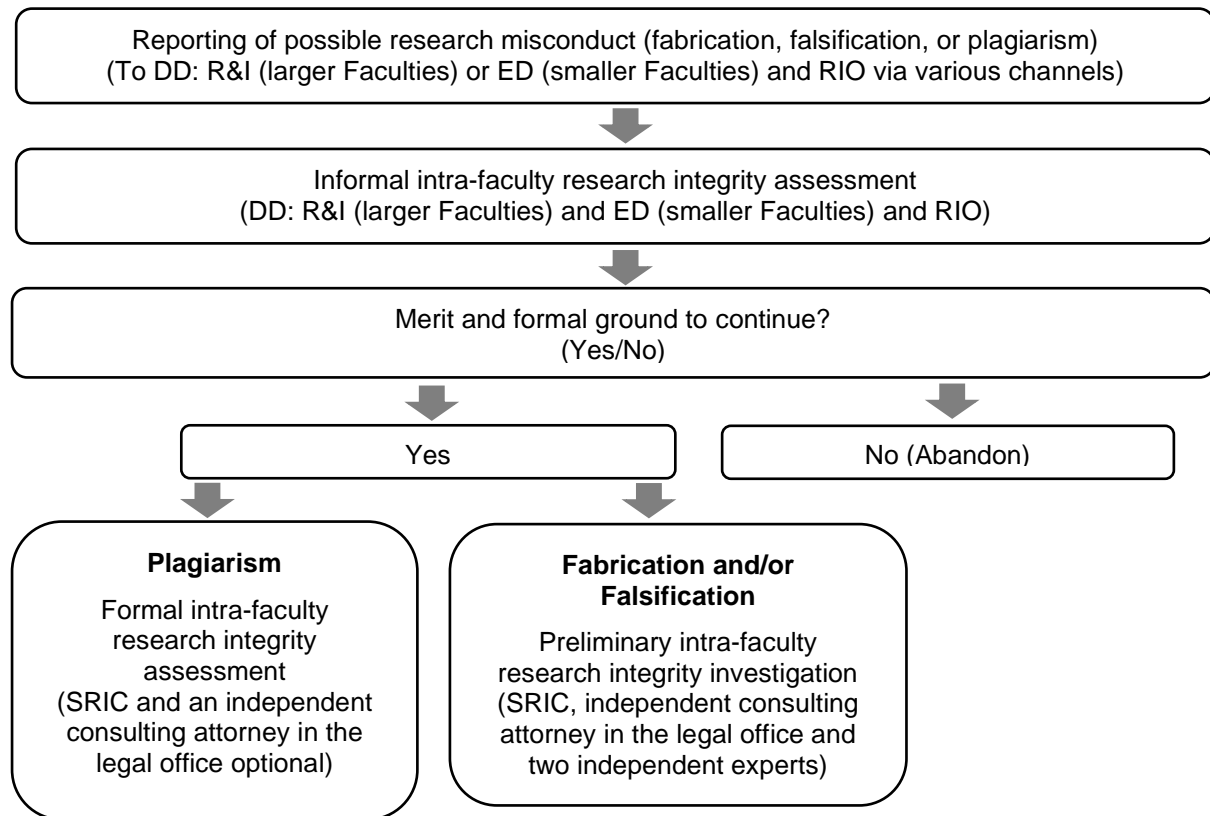 Reporting of possible research misconduct (fabrication, falsification, or plagiarism)
(To DD: R&I (larger Faculties) or ED (smaller Faculties) and RIO via various channels)
Informal intra-faculty research integrity assessment
(DD: R&I (larger Faculties) and ED (smaller Faculties) and RIO)
Merit and formal ground to continue?
(Yes/No)
Yes
No (Abandon)
Plagiarism
Formal intra-faculty
research integrity
assessment
(SRIC and an independent
consulting attorney in the
legal office optional)
Fabrication and/or
Falsification
Preliminary intra-faculty
research integrity investigation
(SRIC, independent consulting
attorney in the legal office and
two independent experts)